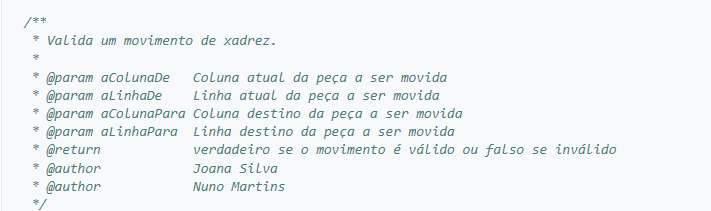 /**
 * Valida um movimento de xadrez.
 *
 * @param aColunaDe   Coluna atual da peça a ser movida
 * @param aLinhaDe    Linha atual da peça a ser movida
 * @param aColunaPara Coluna destino da peça a ser movida
 * @param aLinhaPara  Linha destino da peça a ser movida
 * @return            verdadeiro se o movimento é válido ou falso se inválido
 * @author            Joana Silva
 * @author            Nuno Martins
 */